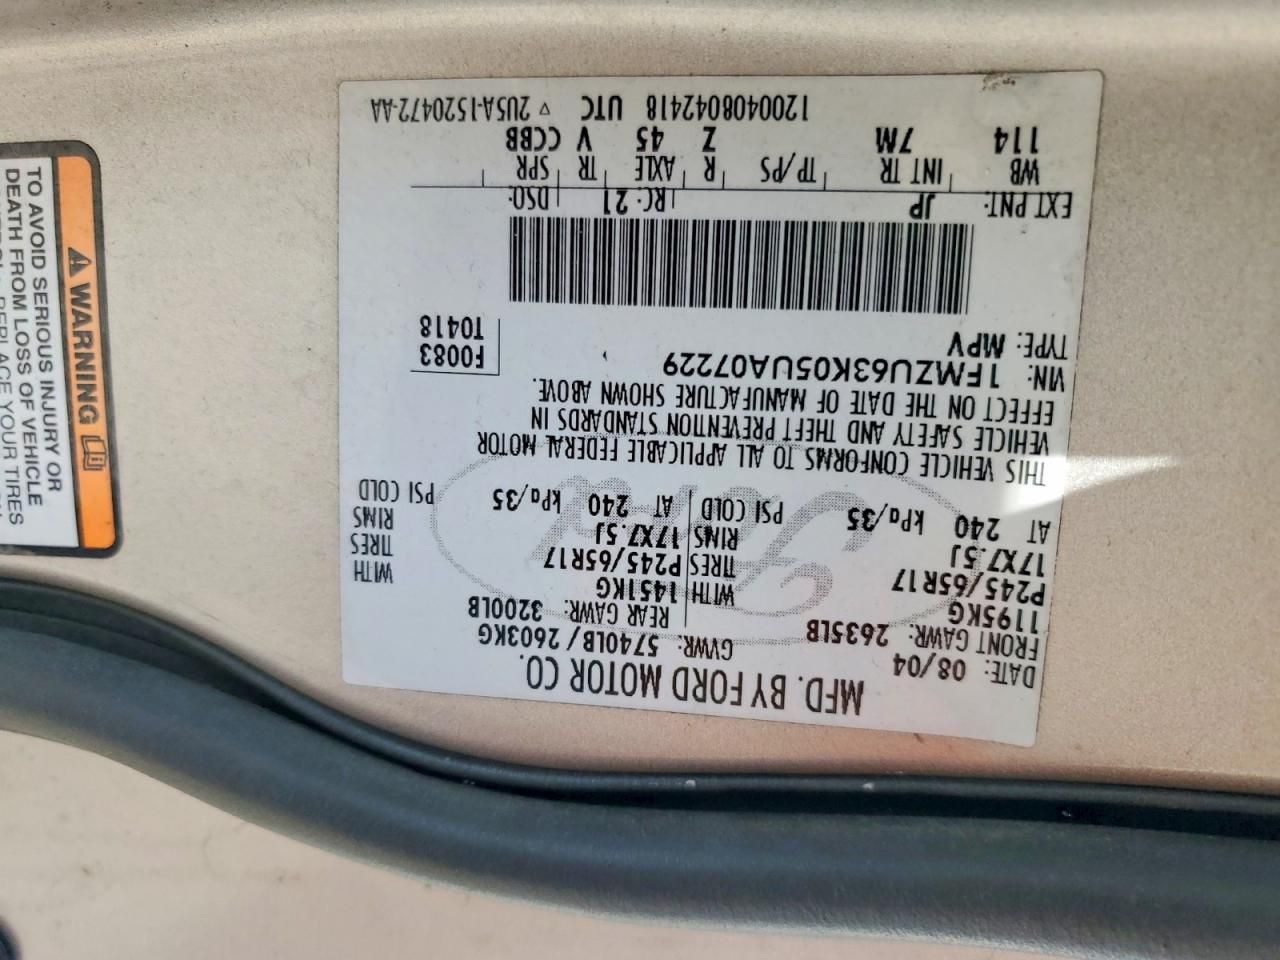 MFD. BY FORD MOTOR CO.
DATE: 08/04 GVWR: 5740LB / 2603KG
FRONT GAWR: 2635LB REAR GAWR: 3200LB
1195KG 1451KG WITH
P245/65R17 WITH TIRES P245/65R17 TIRES
17X7.5J RIMS 17X7.5J RIMS
AT 240 kPa/35 PSI COLD AT 240 kPa/35 PSI COLD
THIS VEHICLE CONFORMS TO ALL APPLICABLE FEDERAL MOTOR
VEHICLE SAFETY AND THEFT PREVENTION STANDARDS IN
EFFECT ON THE DATE OF MANUFACTURE SHOWN ABOVE.
VIN: 1FMZU63K05UA07229 F0083
TYPE: MPV T0418
EXT PNT: JP RC: 21 DSO:
WB INT TR TP/PS R AXLE TR SPR
114 7M Z 45 V CCBB
1200408042418 UTC ▽ 2U5A-1520472-AA
WARNING
TO AVOID SERIOUS INJURY OR
DEATH FROM LOSS OF VEHICLE
REPLACE YOUR TIRES